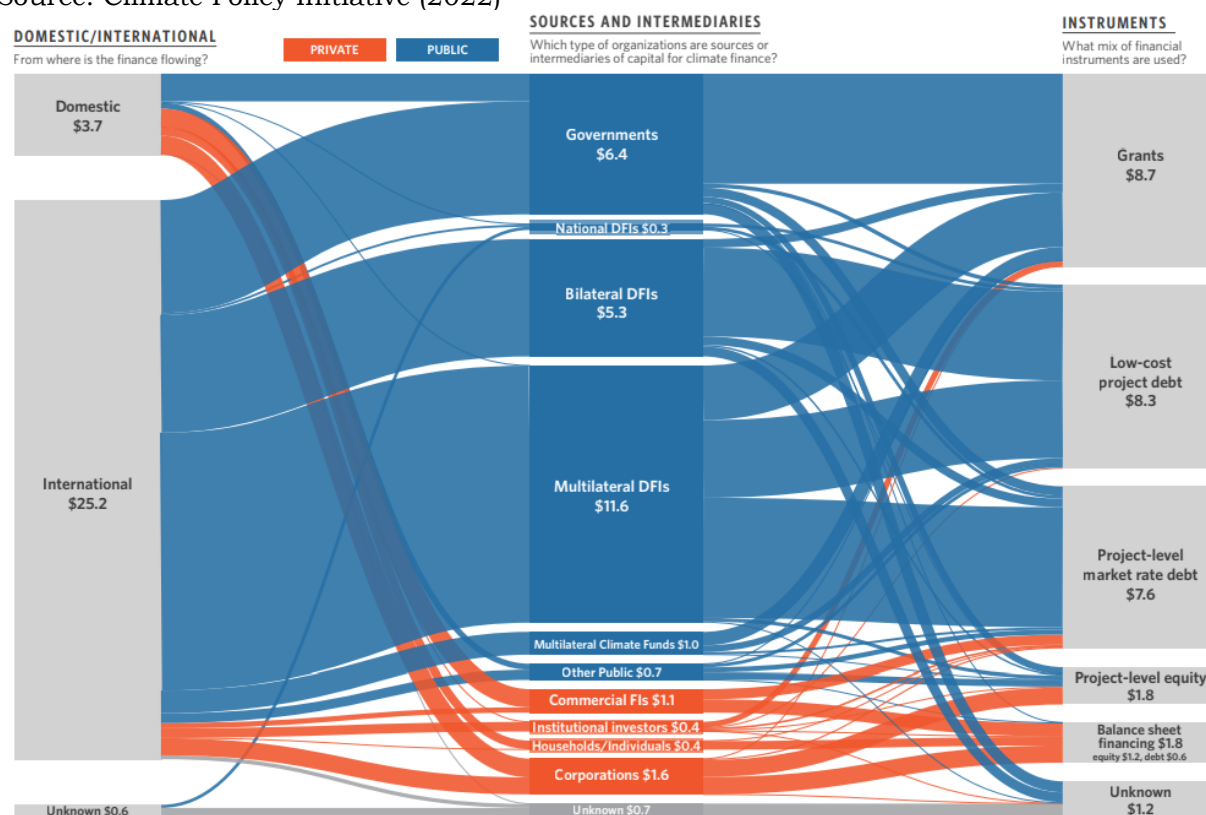 Source: Climate Policy Initiative (2022)
DOMESTIC/INTERNATIONAL
From where is the finance flowing?
PRIVATE
PUBLIC
SOURCES AND INTERMEDIARIES
Which type of organizations are sources or
intermediaries of capital for climate finance?
INSTRUMENTS
What mix of financial
instruments are used?
Domestic
$3.7
International
$25.2
Unknown $0.6
Governments
$6.4
National DFIs $0.3
Bilateral DFIs
$5.3
Multilateral DFIs
$11.6
Multilateral Climate Funds $1.0
Other Public $0.7
Commercial FIs $1.1
Institutional investors $0.4
Households/Individuals $0.4
Corporations $1.6
Unknown $0.7
Grants
$8.7
Low-cost
project debt
$8.3
Project-level
market rate debt
$7.6
Project-level equity
$1.8
Balance sheet
financing $1.8
equity $1.2, debt $0.6
Unknown
$1.2